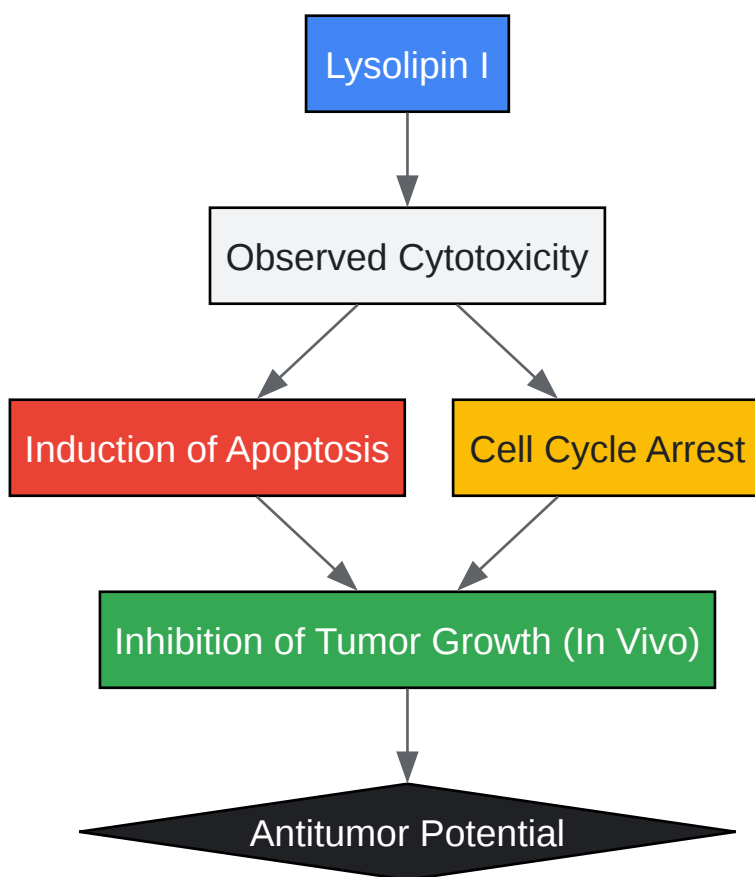 Lysolipin I
Observed Cytotoxicity
Induction of Apoptosis
Cell Cycle Arrest
Inhibition of Tumor Growth (In Vivo)
Antitumor Potential